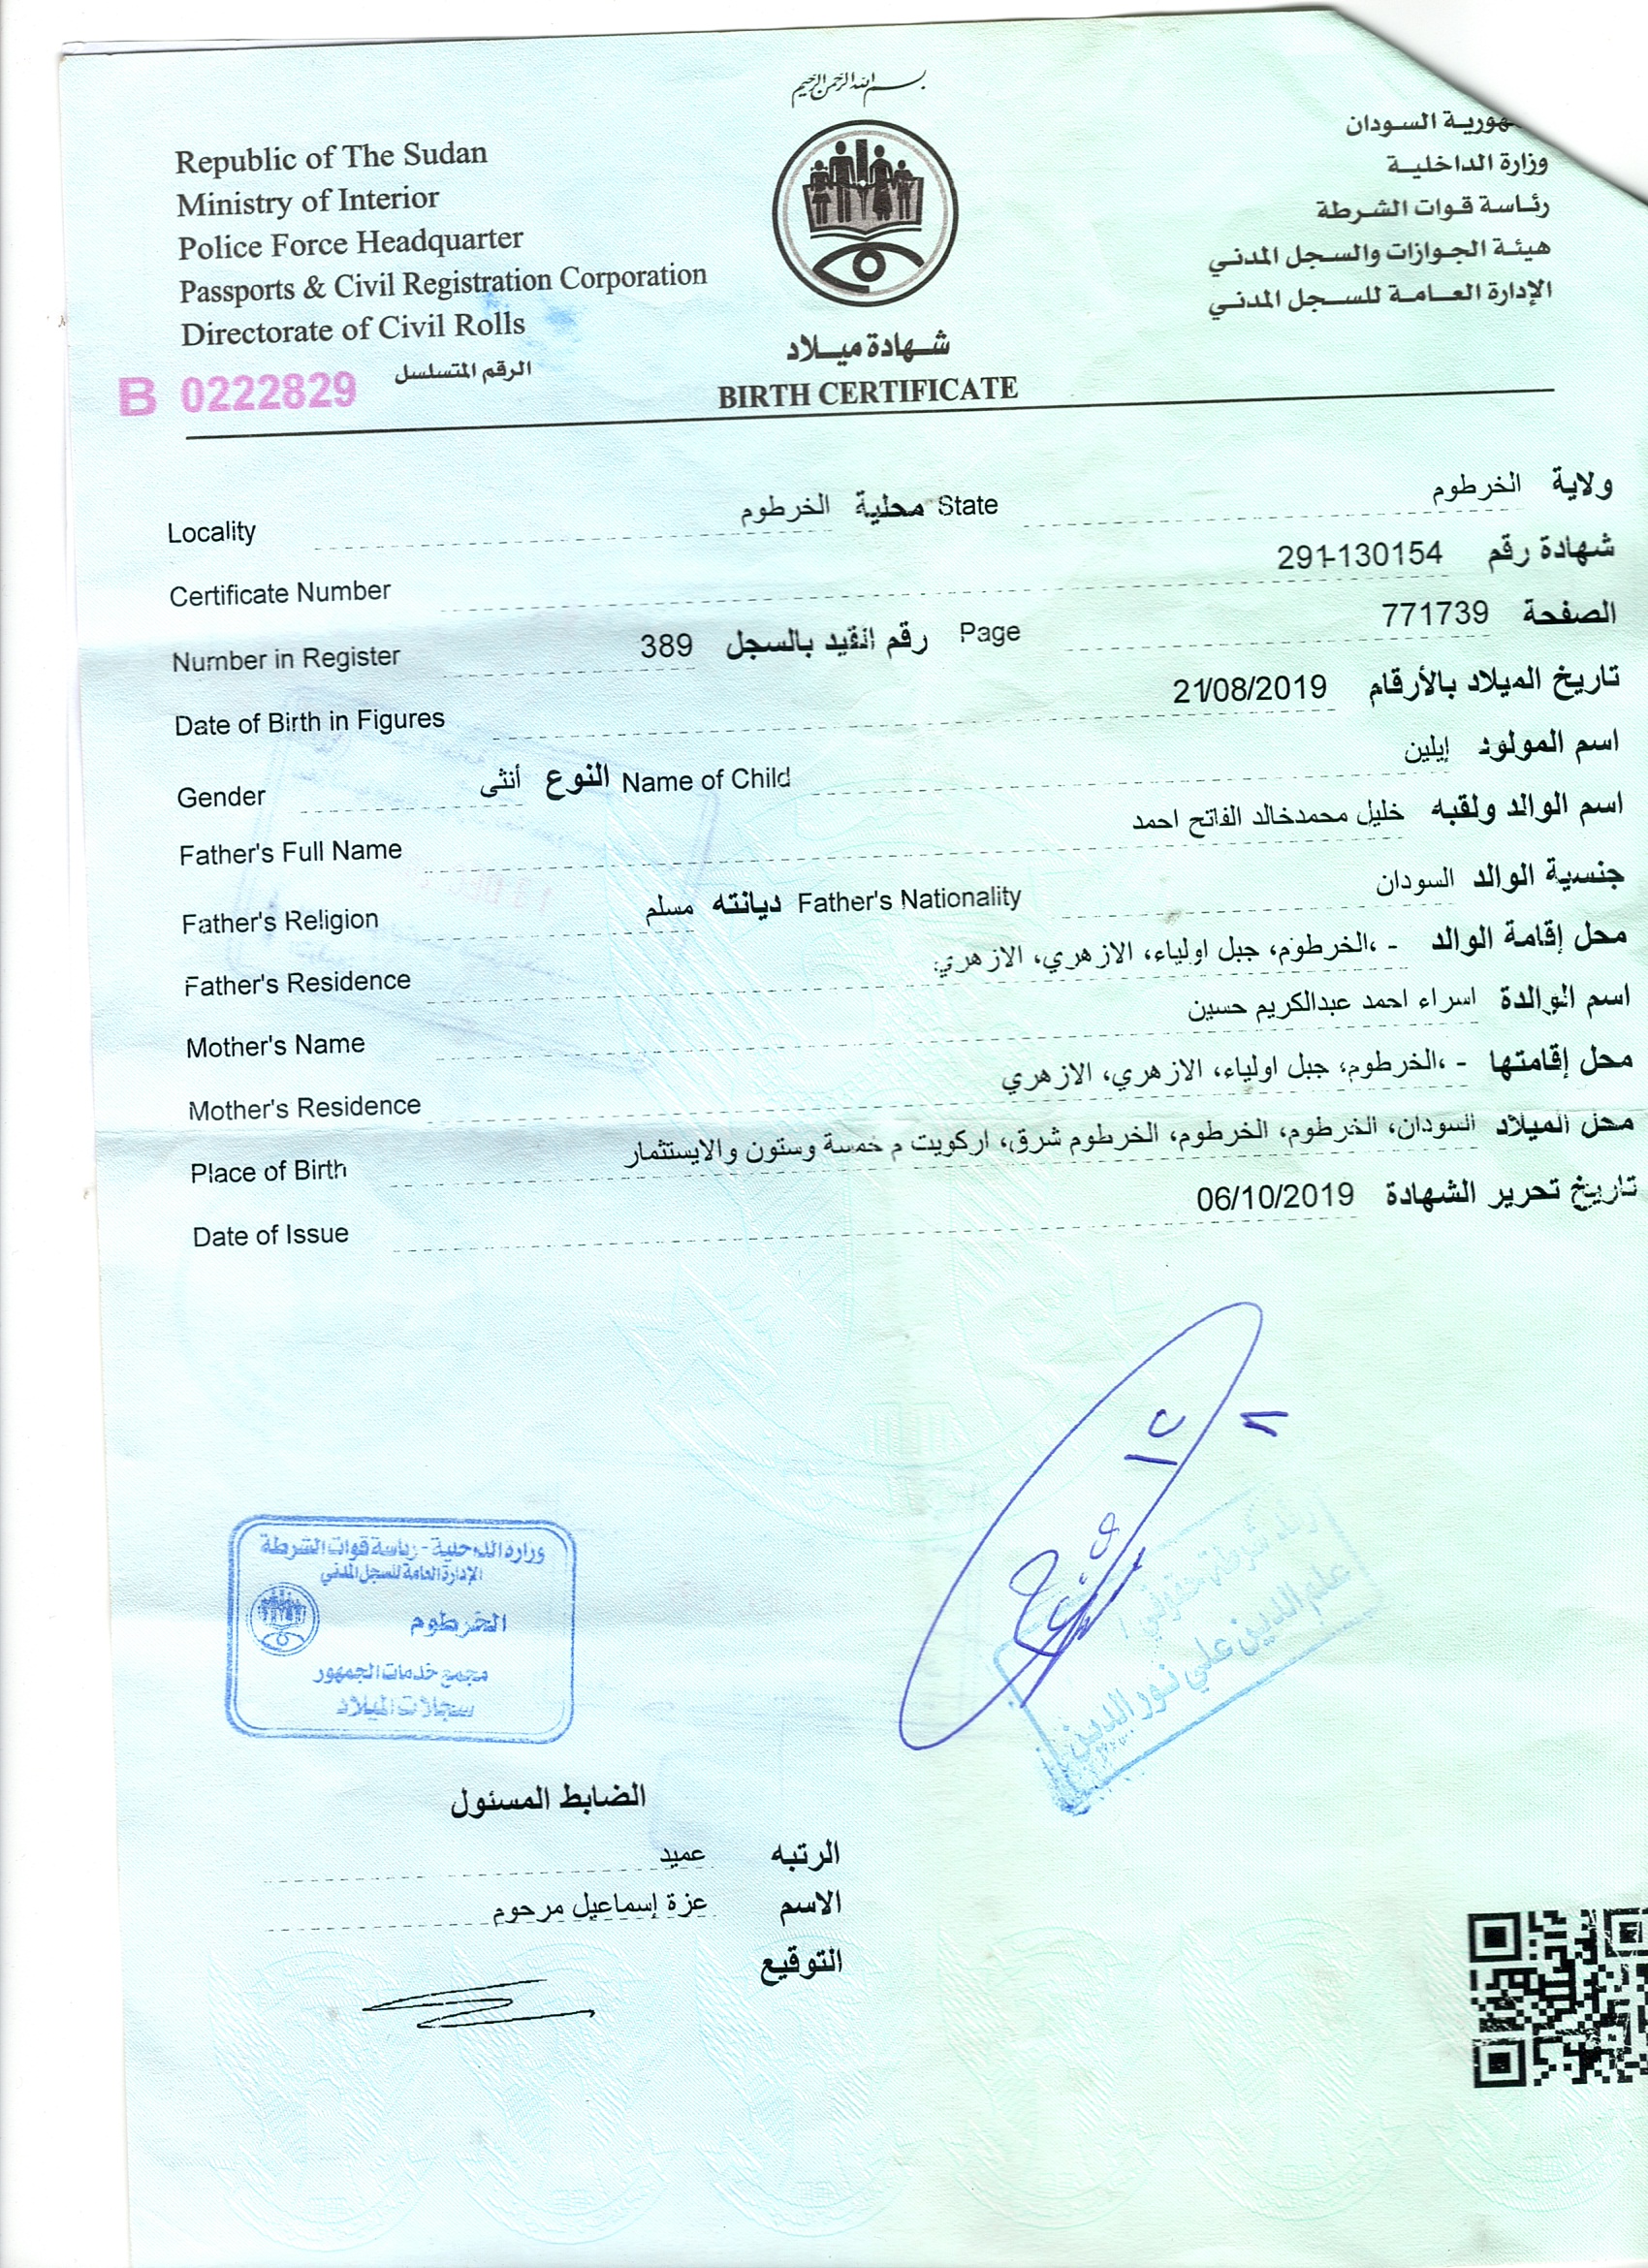 بسم الله الرحمن الرحيم
Republic of The Sudan
Ministry of Interior
Police Force Headquarter
Passports & Civil Registration Corporation
Directorate of Civil Rolls
ـهورية السودان
وزارة الداخلية
رئاسة قوات الشرطة
هيئة الجوازات والسجل المدني
الإدارة العامة للسجل المدني
B 0222829 الرقم المتسلسل
شهادة ميلاد
BIRTH CERTIFICATE
ولاية الخرطوم State محلية الخرطوم Locality
شهادة رقم 291-130154 Certificate Number
الصفحة 771739 Page رقم القيد بالسجل 389 Number in Register
تاريخ الميلاد بالأرقام 21/08/2019 Date of Birth in Figures
اسم المولود إيلين Name of Child النوع أنثى Gender
اسم الوالد ولقبه خليل محمدخالد الفاتح احمد Father's Full Name
جنسية الوالد السودان Father's Nationality ديانته مسلم Father's Religion
محل إقامة الوالد - ،الخرطوم، جبل اولياء، الازهري، الازهري Father's Residence
اسم الوالدة اسراء احمد عبدالكريم حسين Mother's Name
محل إقامتها - ،الخرطوم، جبل اولياء، الازهري، الازهري Mother's Residence
محل الميلاد السودان، الخرطوم، الخرطوم، الخرطوم شرق، اركويت م خمسة وستون والايستثمار Place of Birth
تاريخ تحرير الشهادة 06/10/2019 Date of Issue
وزارة الداخلية - رئاسة قوات الشرطة
الإدارة العامة للسجل المدني
الخرطوم
مجمع خدمات الجمهور
سجلات الميلاد
رائد شرطة حقوقي
علم الدين علي نور الدين
الضابط المسئول
الرتبه عميد
الاسم عزة إسماعيل مرحوم
التوقيع